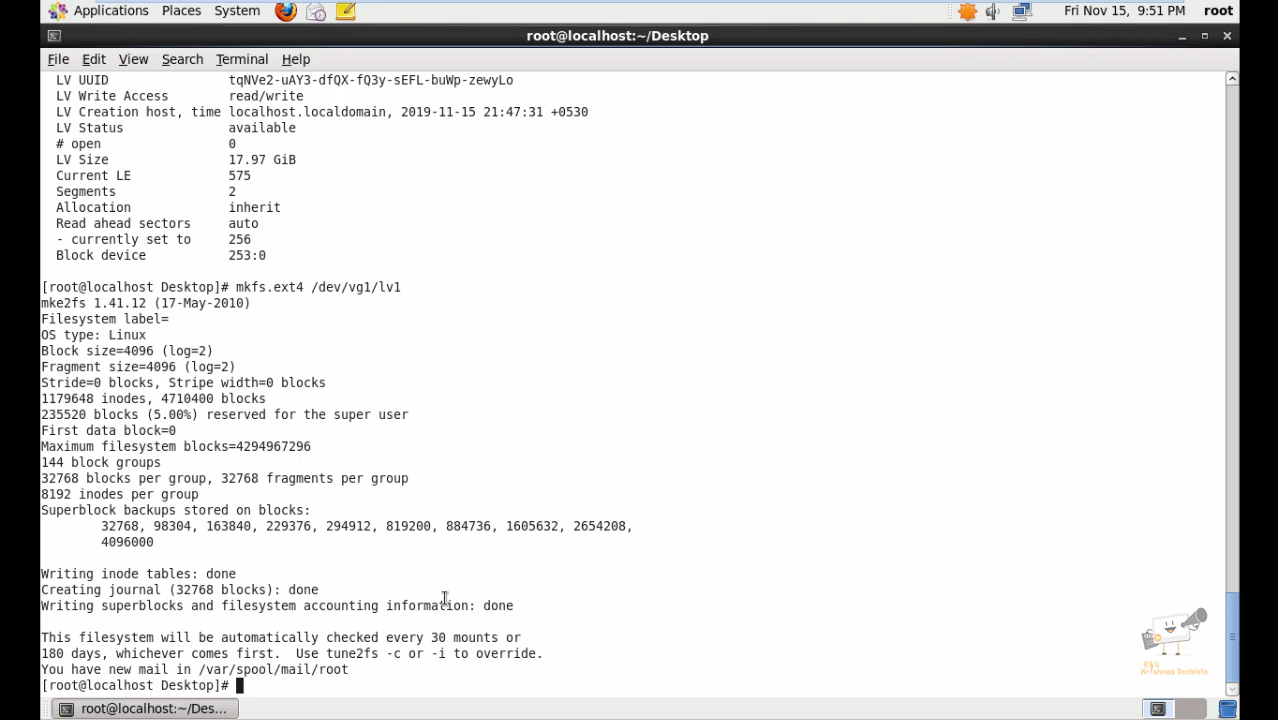 Applications Places System Fri Nov 15, 9:51 PM root
root@localhost:~/Desktop
File Edit View Search Terminal Help
LV UUID tqNVe2-uAY3-dfQX-fQ3y-sEFL-buWp-zewyLo
LV Write Access read/write
LV Creation host, time localhost.localdomain, 2019-11-15 21:47:31 +0530
LV Status available
# open 0
LV Size 17.97 GiB
Current LE 575
Segments 2
Allocation inherit
Read ahead sectors auto
- currently set to 256
Block device 253:0
[root@localhost Desktop]# mkfs.ext4 /dev/vg1/lv1
mke2fs 1.41.12 (17-May-2010)
Filesystem label=
OS type: Linux
Block size=4096 (log=2)
Fragment size=4096 (log=2)
Stride=0 blocks, Stripe width=0 blocks
1179648 inodes, 4710400 blocks
235520 blocks (5.00%) reserved for the super user
First data block=0
Maximum filesystem blocks=4294967296
144 block groups
32768 blocks per group, 32768 fragments per group
8192 inodes per group
Superblock backups stored on blocks:
32768, 98304, 163840, 229376, 294912, 819200, 884736, 1605632, 2654208,
4096000
Writing inode tables: done
Creating journal (32768 blocks): done
Writing superblocks and filesystem accounting information: done
This filesystem will be automatically checked every 30 mounts or
180 days, whichever comes first. Use tune2fs -c or -i to override.
You have new mail in /var/spool/mail/root
[root@localhost Desktop]#
Krishnas Techinfo
root@localhost:~/Des...